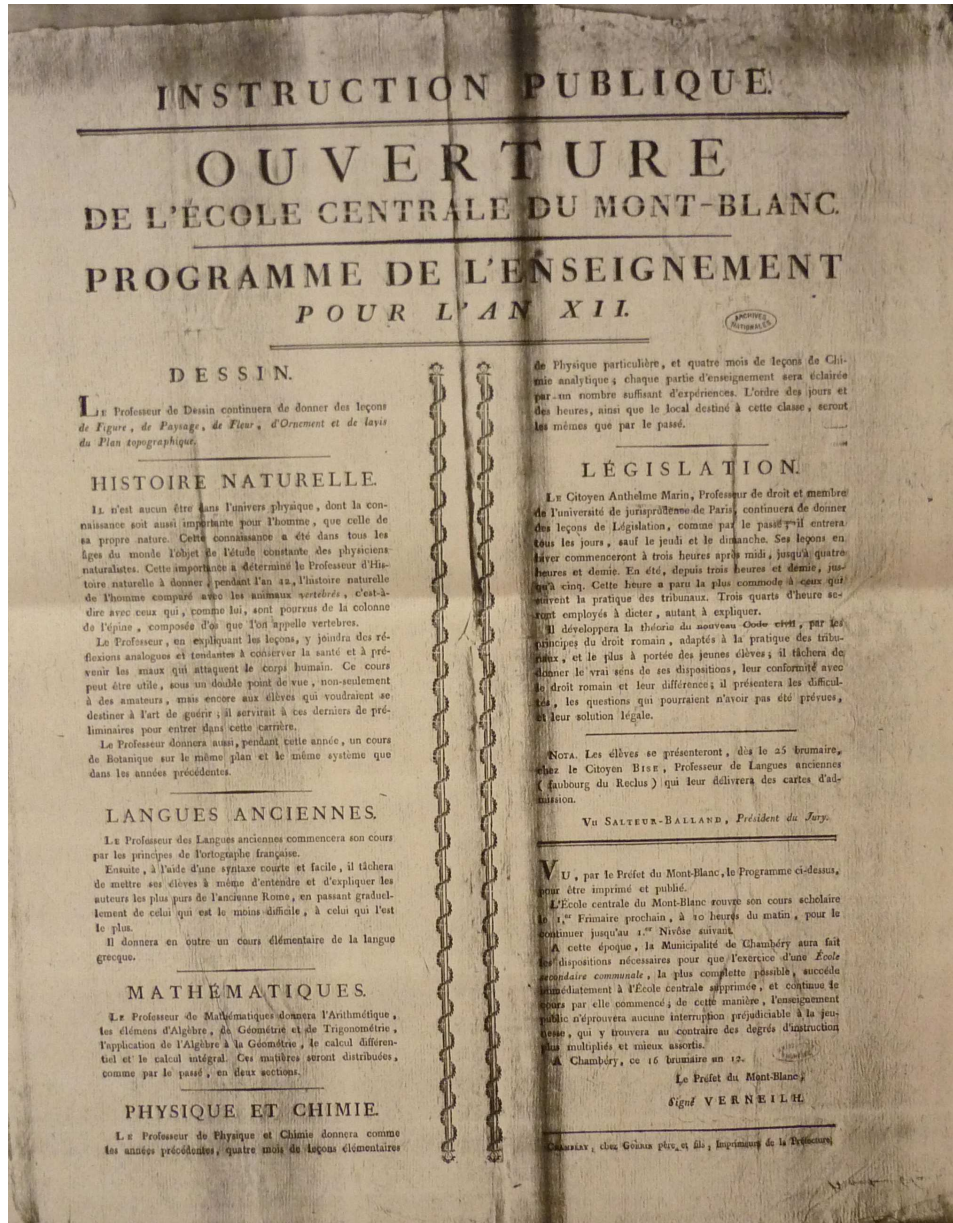 INSTRUCTION PUBLIQUE.
OUVERTURE
DE L'ÉCOLE CENTRALE DU MONT-BLANC.
PROGRAMME DE L'ENSEIGNEMENT
POUR L'AN XII.
ARCHIVES
NATIONALES
DESSIN.
LE Professeur de Dessin continuera de donner des leçons
de Figure, de Paysage, de Fleur, d'Ornement et de lavis
du Plan topographique.
HISTOIRE NATURELLE.
IL n'est aucun être dans l'univers physique, dont la con-
naissance soit aussi importante pour l'homme, que celle de
sa propre nature. Cette connaissance a été dans tous les
âges du monde l'objet de l'étude constante des physiciens-
naturalistes. Cette importance a déterminé le Professeur d'His-
toire naturelle à donner, pendant l'an 12, l'histoire naturelle
de l'homme comparé avec les animaux vertébrés, c'est-à-
dire avec ceux qui, comme lui, sont pourvus de la colonne
de l'épine, composée d'os que l'on appelle vertebres.
Le Professeur, en expliquant les leçons, y joindra des ré-
flexions analogues et tendantes à conserver la santé et à pré-
venir les maux qui attaquent le corps humain. Ce cours
peut être utile, sous un double point de vue, non-seulement
à des amateurs, mais encore aux élèves qui voudraient se
destiner à l'art de guérir; il servirait à ces derniers de pré-
liminaires pour entrer dans cette carrière.
Le Professeur donnera aussi, pendant cette année, un cours
de Botanique sur le même plan et le même système que
dans les années précédentes.
LANGUES ANCIENNES.
LE Professeur des Langues anciennes commencera son cours
par les principes de l'ortographe française.
Ensuite, à l'aide d'une syntaxe courte et facile, il tâchera
de mettre ses élèves à même d'entendre et d'expliquer les
auteurs les plus purs de l'ancienne Rome, en passant graduel-
lement de celui qui est le moins difficile, à celui qui l'est
le plus.
Il donnera en outre un cours élémentaire de la langue
grecque.
MATHÉMATIQUES.
LE Professeur de Mathématiques donnera l'Arithmétique,
les élémens d'Algèbre, de Géométrie et de Trigonométrie,
l'application de l'Algèbre à la Géométrie, le calcul différen-
tiel et le calcul intégral. Ces matières seront distribuées,
comme par le passé, en deux sections.
PHYSIQUE ET CHIMIE.
LE Professeur de Physique et Chimie donnera comme
les années précédentes, quatre mois de leçons élémentaires
de Physique particulière, et quatre mois de leçons de Chi-
mie analytique; chaque partie d'enseignement sera éclairée
par un nombre suffisant d'expériences. L'ordre des jours et
des heures, ainsi que le local destiné à cette classe, seront
les mêmes que par le passé.
LÉGISLATION.
LE Citoyen Anthelme Marin, Professeur de droit et membre
de l'université de jurisprudence de Paris, continuera de donner
des leçons de Législation, comme par le passé; il entrera
tous les jours, sauf le jeudi et le dimanche. Ses leçons en
hiver commenceront à trois heures après midi, jusqu'à quatre
heures et demie. En été, depuis trois heures et demie, jus-
qu'à cinq. Cette heure a paru la plus commode à ceux qui
suivent la pratique des tribunaux. Trois quarts d'heure se-
ront employés à dicter, autant à expliquer.
Il développera la théorie du nouveau Code civil, par les
principes du droit romain, adaptés à la pratique des tribu-
naux, et le plus à portée des jeunes élèves; il tâchera de
donner le vrai sens de ses dispositions, leur conformité avec
le droit romain et leur différence; il présentera les difficul-
tés, les questions qui pourraient n'avoir pas été prévues,
et leur solution légale.
NOTA. Les élèves se présenteront, dès le 25 brumaire,
chez le Citoyen BISE, Professeur de Langues anciennes
(faubourg du Reclus) qui leur délivrera des cartes d'ad-
mission.
Vu SALTEUR-BALLAND, Président du Jury.
VU, par le Préfet du Mont-Blanc, le Programme ci-dessus,
pour être imprimé et publié.
L'École centrale du Mont-Blanc rouvre son cours scholaire
le 1.er Frimaire prochain, à 10 heures du matin, pour le
continuer jusqu'au 1.er Nivôse suivant.
A cette époque, la Municipalité de Chambéry aura fait
les dispositions nécessaires pour que l'exercice d'une École
secondaire communale, la plus complette possible, succède
immédiatement à l'École centrale supprimée, et continue le
cours par elle commencé; de cette manière, l'enseignement
public n'éprouvera aucune interruption préjudiciable à la jeu-
nesse, qui y trouvera au contraire des degrés d'instruction
plus multipliés et mieux assortis.
A Chambéry, ce 16 brumaire an 12.
Le Préfet du Mont-Blanc,
Signé VERNEILH.
CHAMBÉRY, chez GORRIN père et fils, Imprimeurs de la Préfecture.